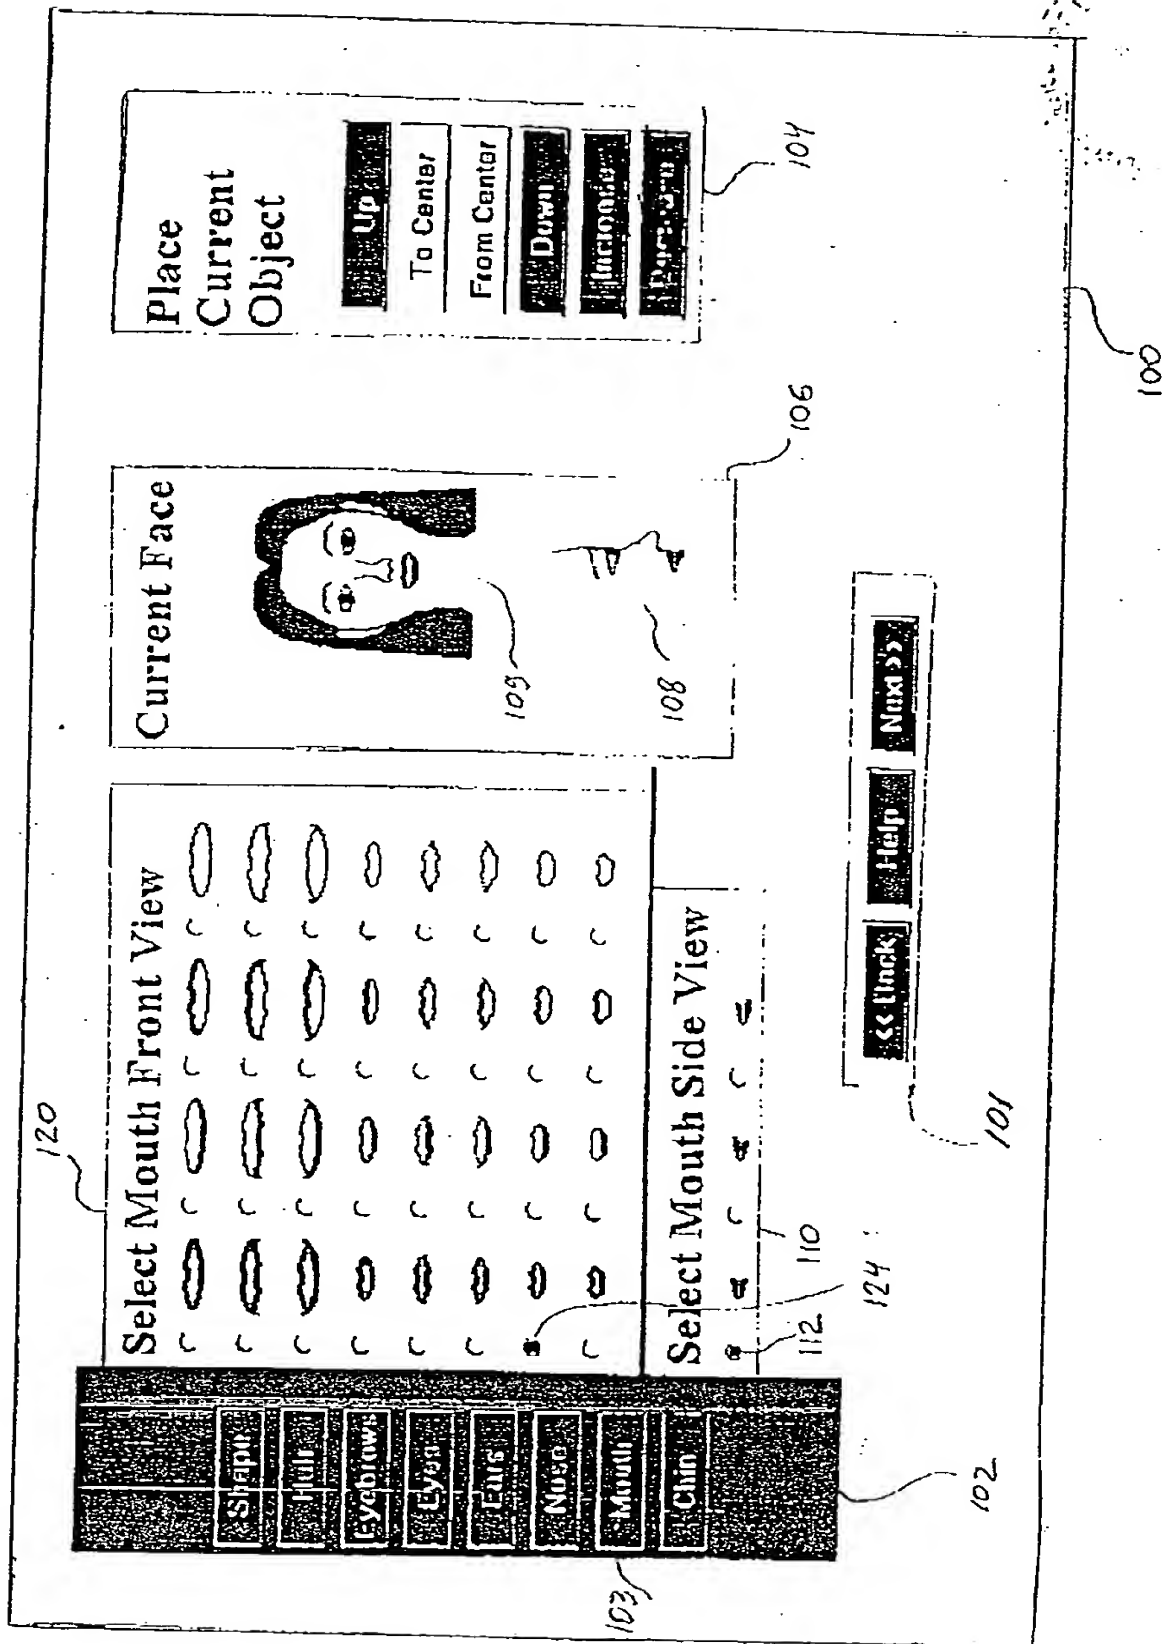 120
Select Mouth Front View
Current Face
Place
Current
Object
Shape
Eyebrows
Eyes
Ears
Nose
Mouth
Chin
Up
To Center
From Center
Down
109
108
106
104
103
102
Select Mouth Side View
112
110
124
Help
Next >>
101
100